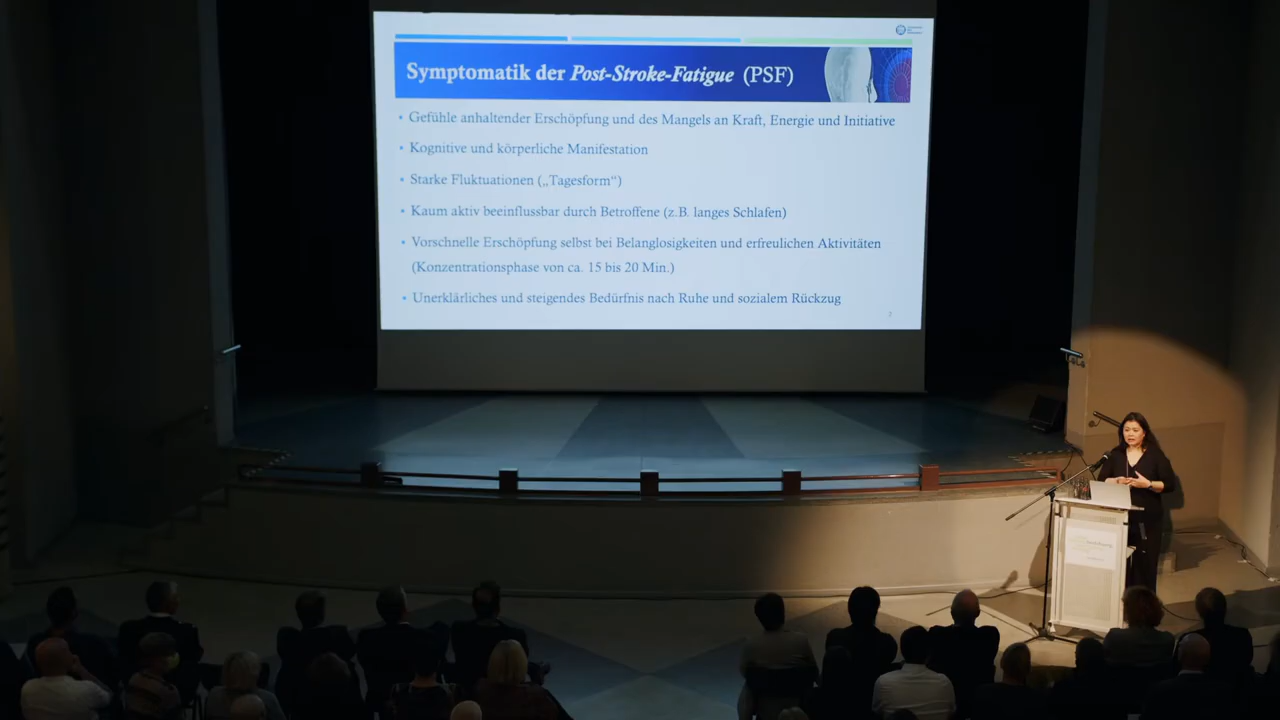 Symptomatik der Post-Stroke-Fatigue (PSF)
• Gefühle anhaltender Erschöpfung und des Mangels an Kraft, Energie und Initiative
• Kognitive und körperliche Manifestation
• Starke Fluktuationen („Tagesform“)
• Kaum aktiv beeinflussbar durch Betroffene (z.B. langes Schlafen)
• Vorschnelle Erschöpfung selbst bei Belanglosigkeiten und erfreulichen Aktivitäten
(Konzentrationsphase von ca. 15 bis 20 Min.)
• Unerklärliches und steigendes Bedürfnis nach Ruhe und sozialem Rückzug